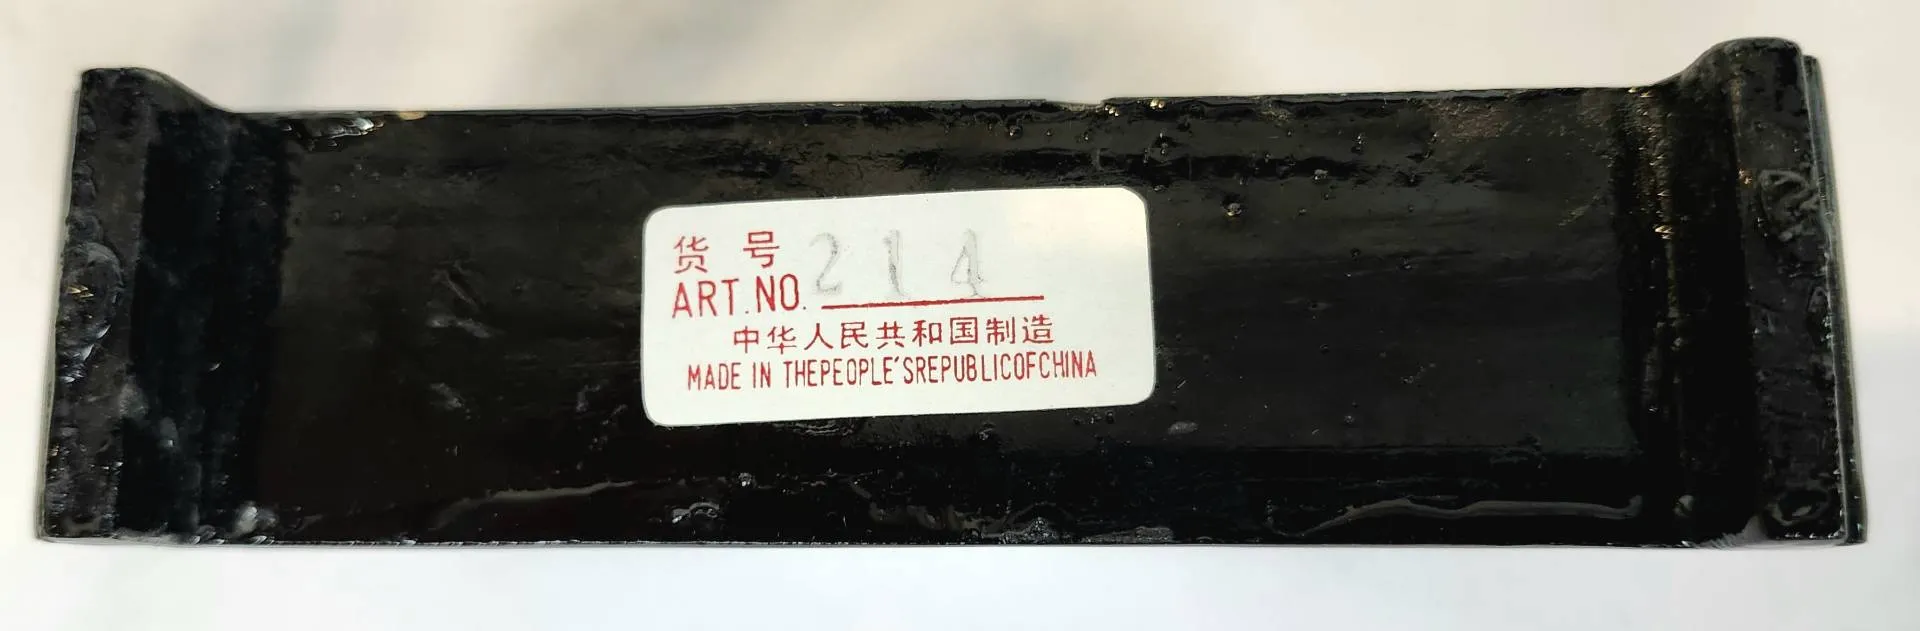 货 号
ART.NO. 214
中华人民共和国制造
MADE IN THEPEOPLE'SREPUBLICOFCHINA